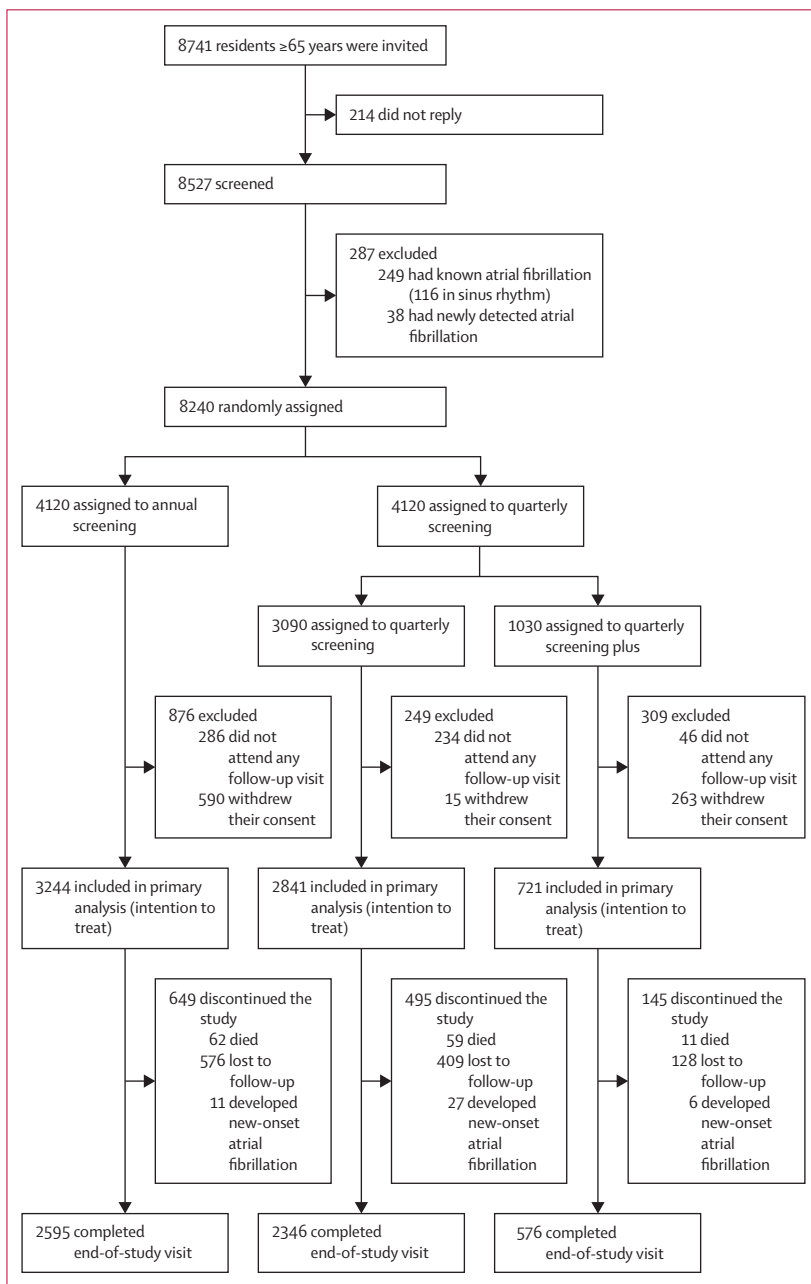 8741 residents ≥65 years were invited
214 did not reply
8527 screened
287 excluded
249 had known atrial fibrillation
(116 in sinus rhythm)
38 had newly detected atrial
fibrillation
8240 randomly assigned
4120 assigned to annual
screening
4120 assigned to quarterly
screening
3090 assigned to quarterly
screening
1030 assigned to quarterly
screening plus
876 excluded
286 did not
attend any
follow-up visit
590 withdrew
their consent
249 excluded
234 did not
attend any
follow-up visit
15 withdrew
their consent
309 excluded
46 did not
attend any
follow-up visit
263 withdrew
their consent
3244 included in primary
analysis (intention to
treat)
2841 included in primary
analysis (intention to
treat)
721 included in primary
analysis (intention to
treat)
649 discontinued the
study
62 died
576 lost to
follow-up
11 developed
new-onset
atrial
fibrillation
495 discontinued the
study
59 died
409 lost to
follow-up
27 developed
new-onset
atrial
fibrillation
145 discontinued the
study
11 died
128 lost to
follow-up
6 developed
new-onset
atrial
fibrillation
2595 completed
end-of-study visit
2346 completed
end-of-study visit
576 completed
end-of-study visit